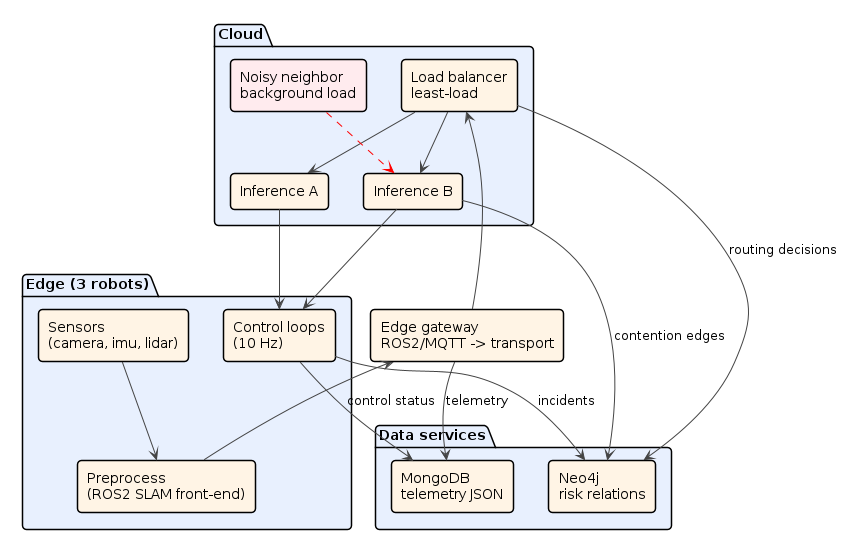 Cloud
Noisy neighbor
background load
Load balancer
least-load
Inference A
Inference B
routing decisions
Edge (3 robots)
Sensors
(camera, imu, lidar)
Control loops
(10 Hz)
Edge gateway
ROS2/MQTT -> transport
contention edges
control status
telemetry
incidents
Data services
Preprocess
(ROS2 SLAM front-end)
MongoDB
telemetry JSON
Neo4j
risk relations